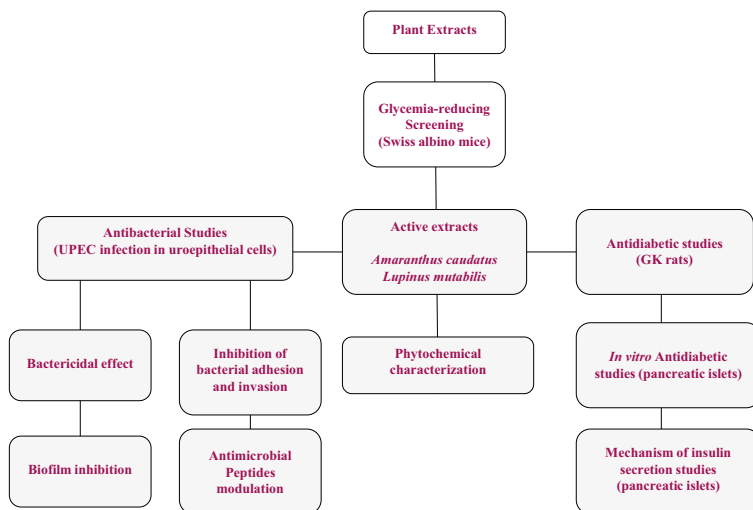 Plant Extracts
Glycemia-reducing
Screening
(Swiss albino mice)
Antibacterial Studies
(UPEC infection in uroepithelial cells)
Active extracts
Amaranthus caudatus
Lupinus mutabilis
Antidiabetic studies
(GK rats)
Bactericidal effect
Inhibition of
bacterial adhesion
and invasion
Phytochemical
characterization
In vitro Antidiabetic
studies (pancreatic islets)
Biofilm inhibition
Antimicrobial
Peptides
modulation
Mechanism of insulin
secretion studies
(pancreatic islets)